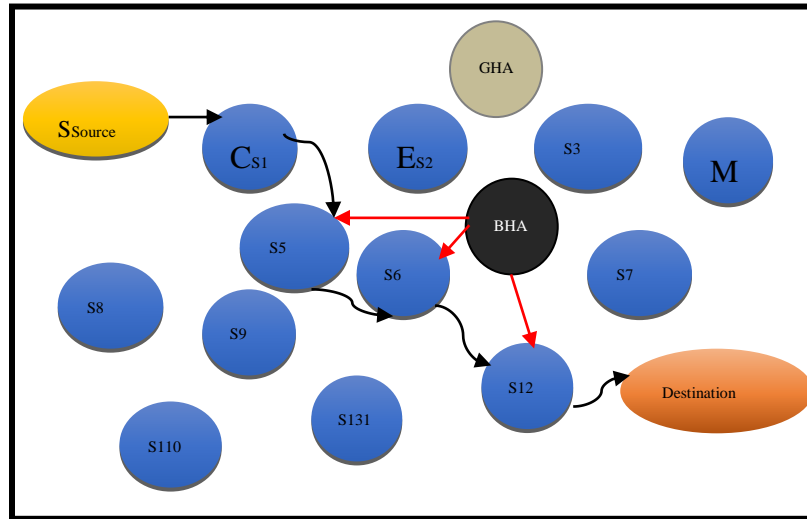 GHA
SSource
CS1
ES2
S3
M
BHA
S5
S6
S7
S8
S9
S12
Destination
S131
S110